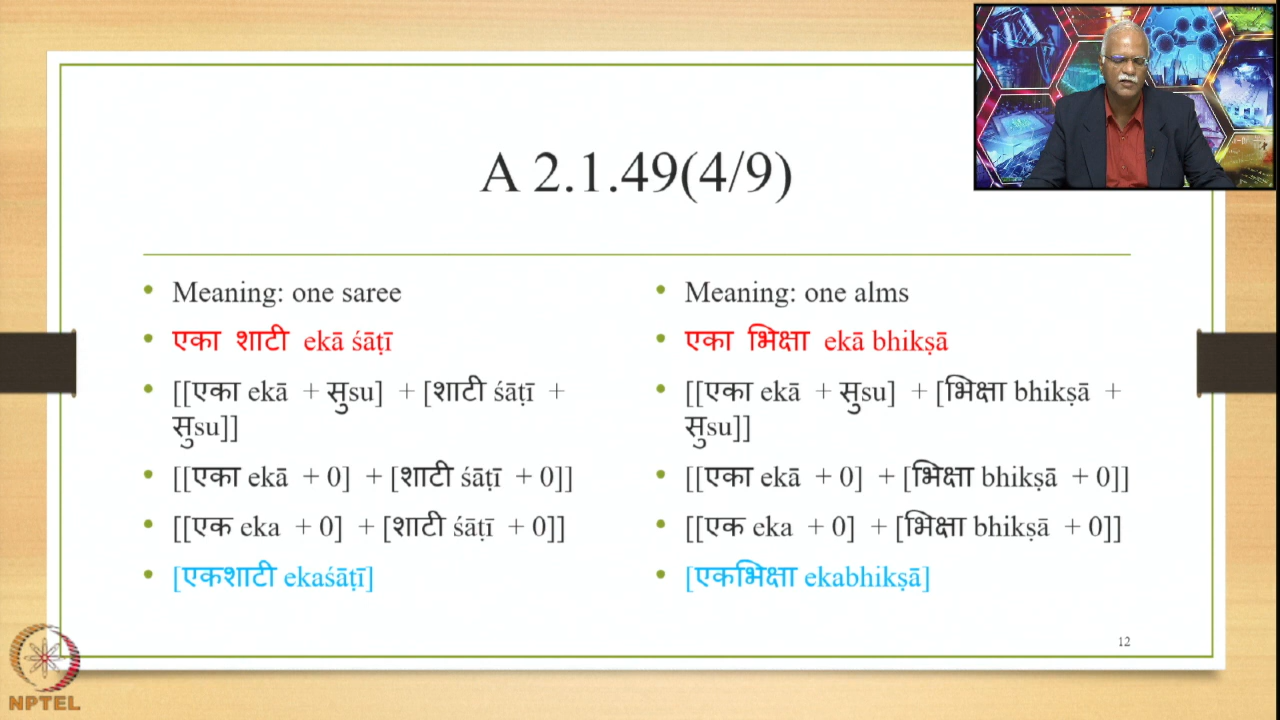 A 2.1.49(4/9)
• Meaning: one saree
• एका शाटी ekā śāṭī
• [[एका ekā + सुsu] + [शाटी śāṭī +
सुsu]]
• [[एका ekā + 0] + [शाटी śāṭī + 0]]
• [[एक eka + 0] + [शाटी śāṭī + 0]]
• [एकशाटी ekaśāṭī]
• Meaning: one alms
• एका भिक्षा ekā bhikṣā
• [[एका ekā + सुsu] + [भिक्षा bhikṣā +
सुsu]]
• [[एका ekā + 0] + [भिक्षा bhikṣā + 0]]
• [[एक eka + 0] + [भिक्षा bhikṣā + 0]]
• [एकभिक्षा ekabhikṣā]
12
NPTEL